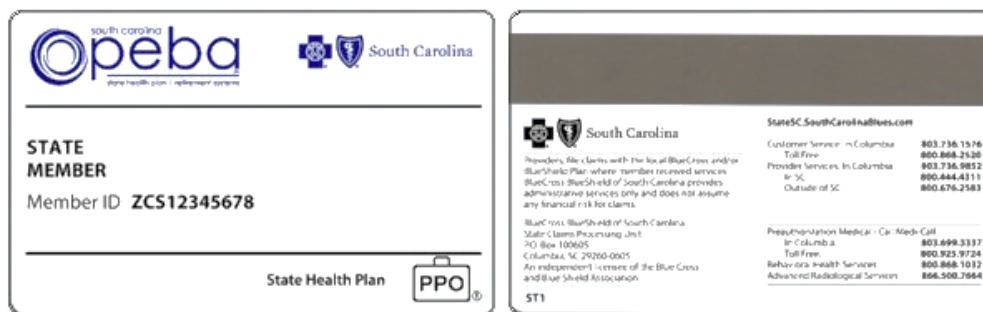 south carolina
peba
state health plan | retirement systems
South Carolina
STATE
MEMBER
Member ID ZCS12345678
State Health Plan
PPO
®
South Carolina
Providers, file claims with the local BlueCross and/or
BlueShield Plan where member received services
BlueCross BlueShield of South Carolina provides
administrative services only and does not assume
any financial risk for claims.
BlueCross BlueShield of South Carolina
State Claims Processing Unit
PO Box 100605
Columbia, SC 29260-0605
An independent licensee of the Blue Cross
and Blue Shield Association
ST1
StateSC.SouthCarolinaBlues.com
Customer Service: In Columbia 803.736.1576
Toll Free 800.868.2520
Provider Services: In Columbia 803.736.9852
In SC 800.444.4311
Outside of SC 800.676.2583
Preauthorization Medical - Call Medi-Call
In Columbia 803.699.3337
Toll Free 800.925.9724
Behavioral Health Services 800.868.1032
Advanced Radiological Services 866.500.7664